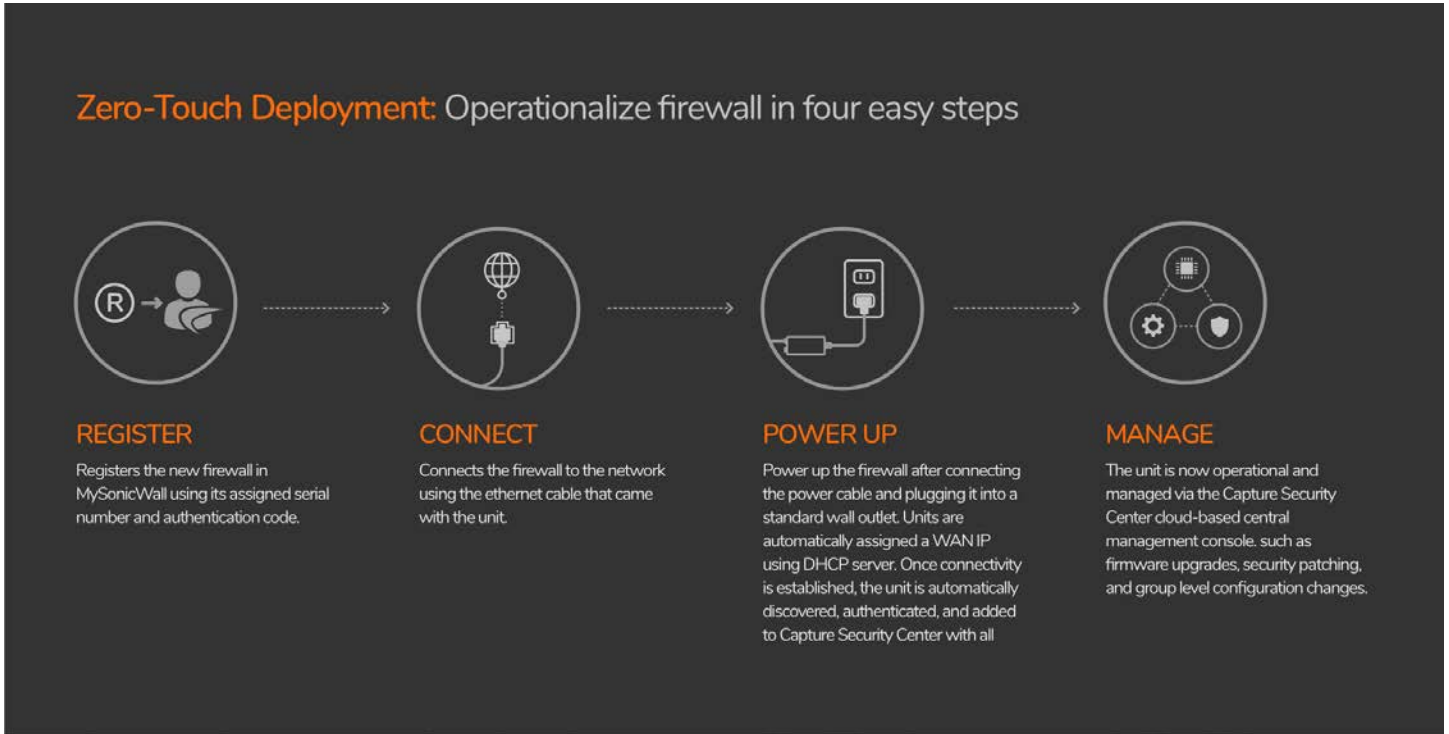 Zero-Touch Deployment: Operationalize firewall in four easy steps
R
REGISTER
Registers the new firewall in
MySonicWall using its assigned serial
number and authentication code.
CONNECT
Connects the firewall to the network
using the ethernet cable that came
with the unit.
POWER UP
Power up the firewall after connecting
the power cable and plugging it into a
standard wall outlet. Units are
automatically assigned a WAN IP
using DHCP server. Once connectivity
is established, the unit is automatically
discovered, authenticated, and added
to Capture Security Center with all
MANAGE
The unit is now operational and
managed via the Capture Security
Center cloud-based central
management console. such as
firmware upgrades, security patching,
and group level configuration changes.